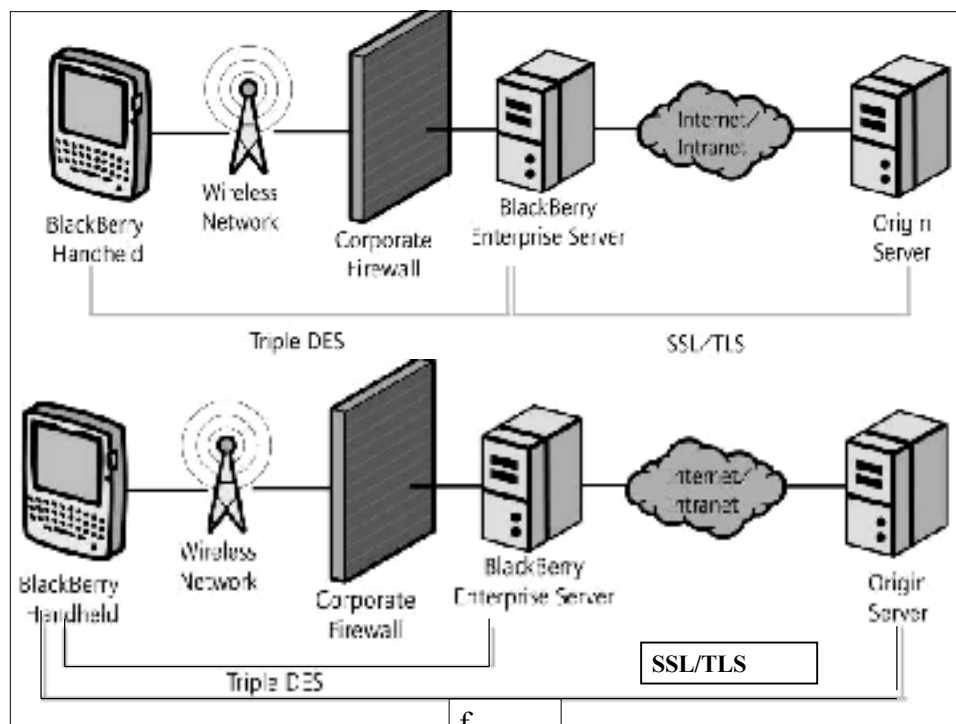 Internet/
Intranet
Wireless
Network
BlackBerry
Handheld
Corporate
Firewall
BlackBerry
Enterprise Server
Origin
Server
Triple DES
SSL/TLS
Internet/
Intranet
Wireless
Network
BlackBerry
Handheld
Corporate
Firewall
BlackBerry
Enterprise Server
Origin
Server
SSL/TLS
Triple DES